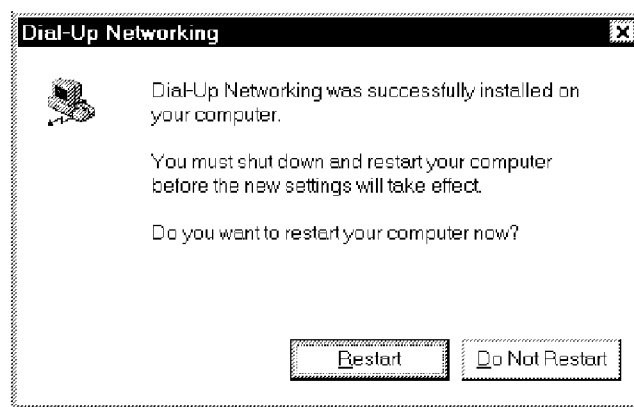 Dial-Up Networking
Dial-Up Networking was successfully installed on
your computer.
You must shut down and restart your computer
before the new settings will take effect.
Do you want to restart your computer now?
Restart
Do Not Restart